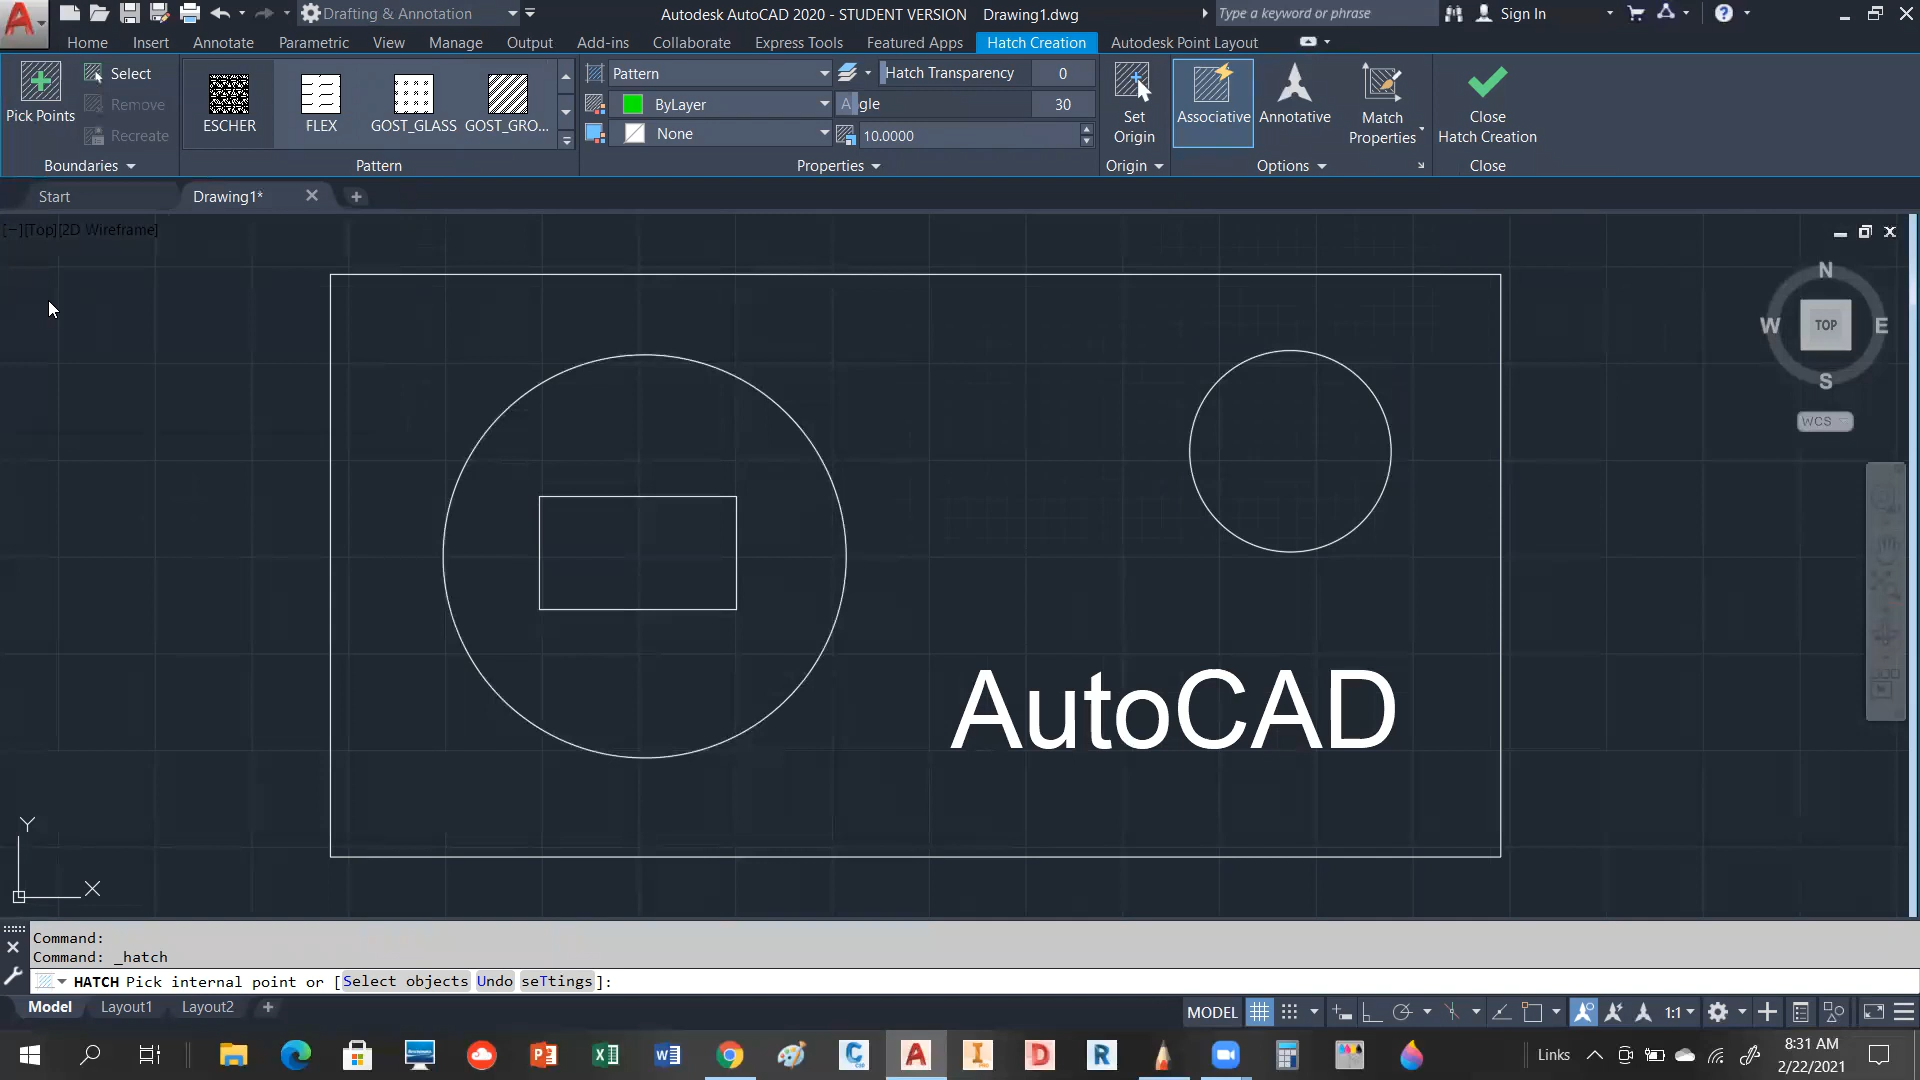 Drafting & Annotation
Autodesk AutoCAD 2020 - STUDENT VERSION Drawing1.dwg
Type a keyword or phrase
Sign In
Home Insert Annotate Parametric View Manage Output Add-ins Collaborate Express Tools Featured Apps Hatch Creation Autodesk Point Layout
Pick Points
Select
Remove
Recreate
Boundaries
ESCHER FLEX GOST_GLASS GOST_GRO...
Pattern
Pattern
ByLayer
None
Hatch Transparency 0
Angle 30
10.0000
Properties
Set
Origin
Origin
Associative
Annotative
Match
Properties
Options
Close
Hatch Creation
Close
Start
Drawing1*
[−][Top][2D Wireframe]
N
W TOP E
S
WCS
AutoCAD
Y
X
Command:
Command: _hatch
HATCH Pick internal point or [Select objects Undo seTtings]:
Model Layout1 Layout2 +
MODEL
1:1
Links
8:31 AM
2/22/2021